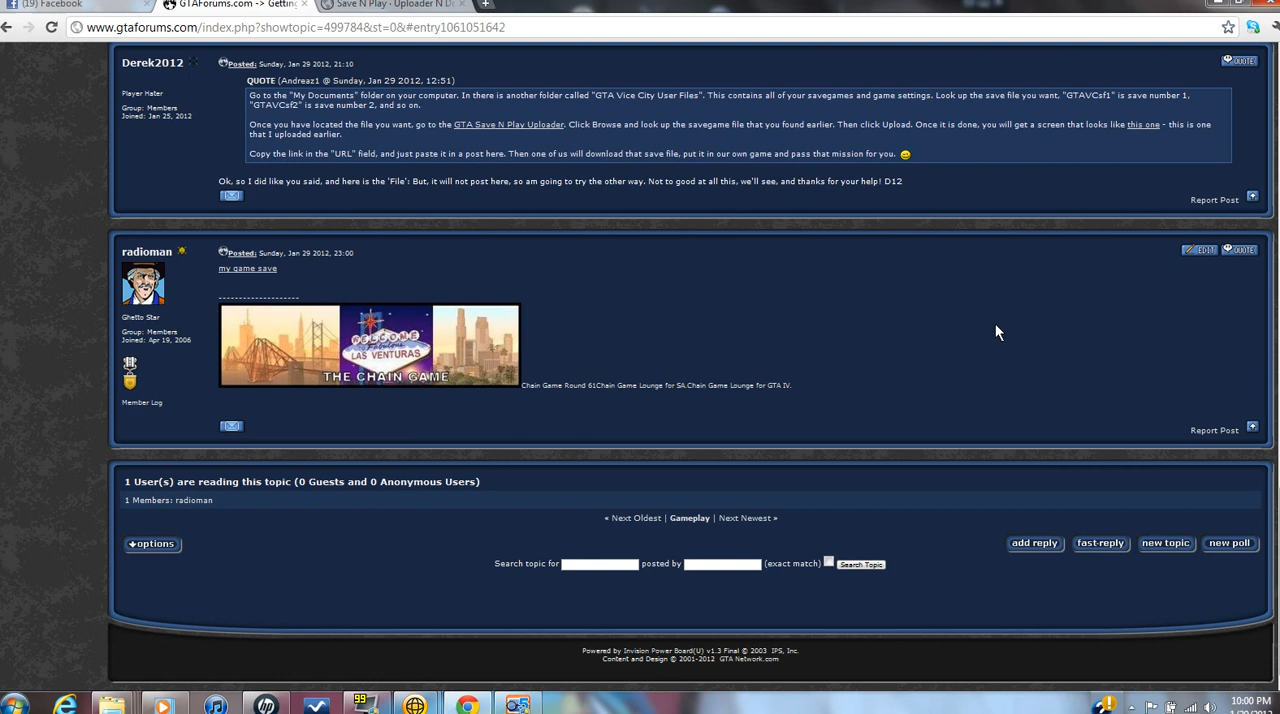 (19) Facebook
GTAForums.com -> Getting
Save N Play - Uploader N D
www.gtaforums.com/index.php?showtopic=499784&st=0&#entry1061051642
Derek2012
Posted: Sunday, Jan 29 2012, 21:10
QUOTE
QUOTE (Andreaz1 @ Sunday, Jan 29 2012, 12:51)
Player Hater
Group: Members
Joined: Jan 25, 2012
Go to the "My Documents" folder on your computer. In there is another folder called "GTA Vice City User Files". This contains all of your savegames and game settings. Look up the save file you want, "GTAVCsf1" is save number 1,
"GTAVCsf2" is save number 2, and so on.
Once you have located the file you want, go to the GTA Save N Play Uploader. Click Browse and look up the savegame file that you found earlier. Then click Upload. Once it is done, you will get a screen that looks like this one - this is one
that I uploaded earlier.
Copy the link in the "URL" field, and just paste it in a post here. Then one of us will download that save file, put it in our own game and pass that mission for you.
Ok, so I did like you said, and here is the 'File': But, it will not post here, so am going to try the other way. Not to good at all this, we'll see, and thanks for your help! D12
Report Post
radioman
Posted: Sunday, Jan 29 2012, 23:00
EDIT QUOTE
my game save
Ghetto Star
Group: Members
Joined: Apr 19, 2006
Member Log
--------------------
WELCOME
TO Fabulous
LAS VENTURAS
THE CHAIN GAME
Chain Game Round 61Chain Game Lounge for SA.Chain Game Lounge for GTA IV.
Report Post
1 User(s) are reading this topic (0 Guests and 0 Anonymous Users)
1 Members: radioman
« Next Oldest | Gameplay | Next Newest »
options
add reply fast-reply new topic new poll
Search topic for posted by (exact match) Search Topic
Powered by Invision Power Board(U) v1.3 Final © 2003 IPS, Inc.
Content and Design © 2001-2012 GTA Network.com
99
10:00 PM
1/29/2012